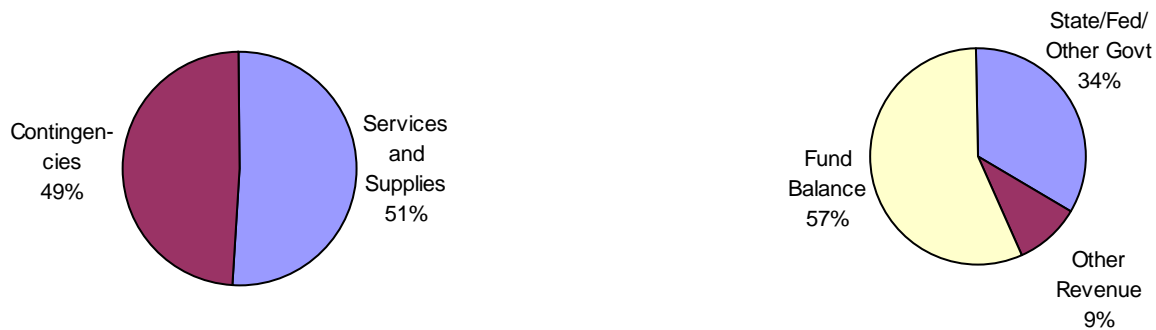 Contingen-
cies
49%
Services
and
Supplies
51%
State/Fed/
Other Govt
34%
Fund
Balance
57%
Other
Revenue
9%